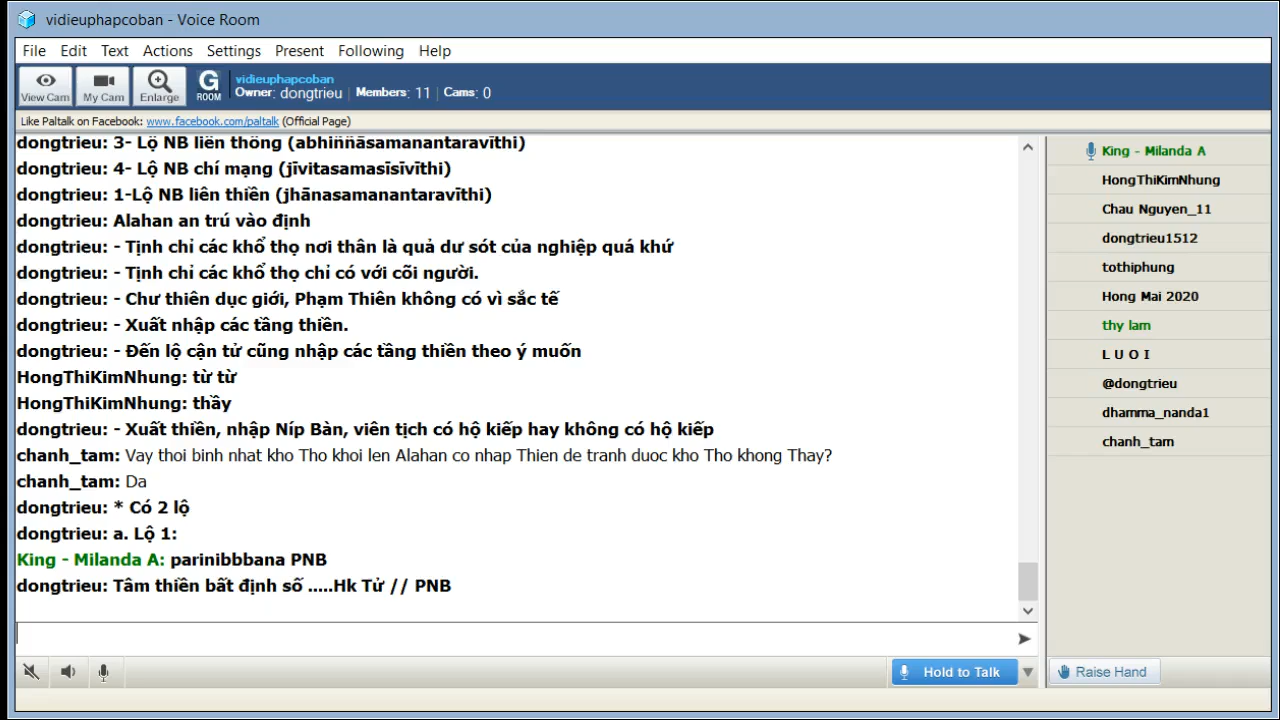 vidieuphapcoban - Voice Room
File Edit Text Actions Settings Present Following Help
View Cam My Cam Enlarge G ROOM vidieuphapcoban
Owner: dongtrieu | Members: 11 | Cams: 0
Like Paltalk on Facebook: www.facebook.com/paltalk (Official Page)
dongtrieu: 3- Lộ NB liên thông (abhiññāsamanantaravīthi)
dongtrieu: 4- Lộ NB chí mạng (jīvitasamasīsīvīthi)
dongtrieu: 1-Lộ NB liên thiền (jhānasamanantaravīthi)
dongtrieu: Alahan an trú vào định
dongtrieu: - Tịnh chỉ các khổ thọ nơi thân là quả dư sót của nghiệp quá khứ
dongtrieu: - Tịnh chỉ các khổ thọ chỉ có với cõi người.
dongtrieu: - Chư thiên dục giới, Phạm Thiên không có vì sắc tế
dongtrieu: - Xuất nhập các tầng thiền.
dongtrieu: - Đến lộ cận tử cũng nhập các tầng thiền theo ý muốn
HongThiKimNhung: từ từ
HongThiKimNhung: thầy
dongtrieu: - Xuất thiền, nhập Níp Bàn, viên tịch có hộ kiếp hay không có hộ kiếp
chanh_tam: Vay thoi binh nhat kho Tho khoi len Alahan co nhap Thien de tranh duoc kho Tho khong Thay?
chanh_tam: Da
dongtrieu: * Có 2 lộ
dongtrieu: a. Lộ 1:
King - Milanda A: parinibbbana PNB
dongtrieu: Tâm thiền bất định số .....Hk Tử // PNB
Hold to Talk
King - Milanda A
HongThiKimNhung
Chau Nguyen_11
dongtrieu1512
tothiphung
Hong Mai 2020
thy lam
L U O I
@dongtrieu
dhamma_nanda1
chanh_tam
Raise Hand